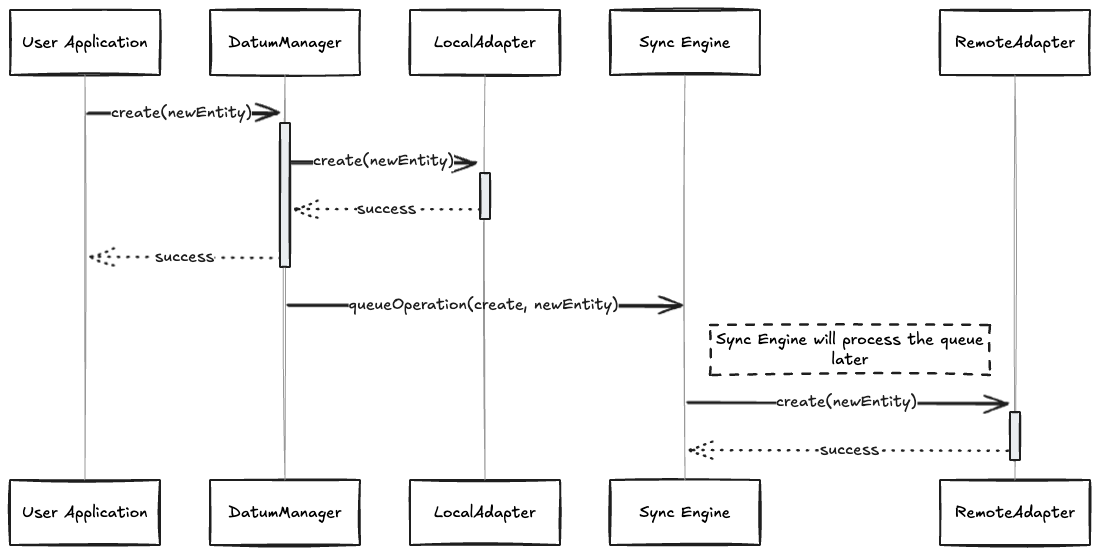 User Application
DatumManager
LocalAdapter
Sync Engine
RemoteAdapter
create(newEntity)
create(newEntity)
success
success
queueOperation(create, newEntity)
Sync Engine will process the queue
later
create(newEntity)
success
User Application
DatumManager
LocalAdapter
Sync Engine
RemoteAdapter